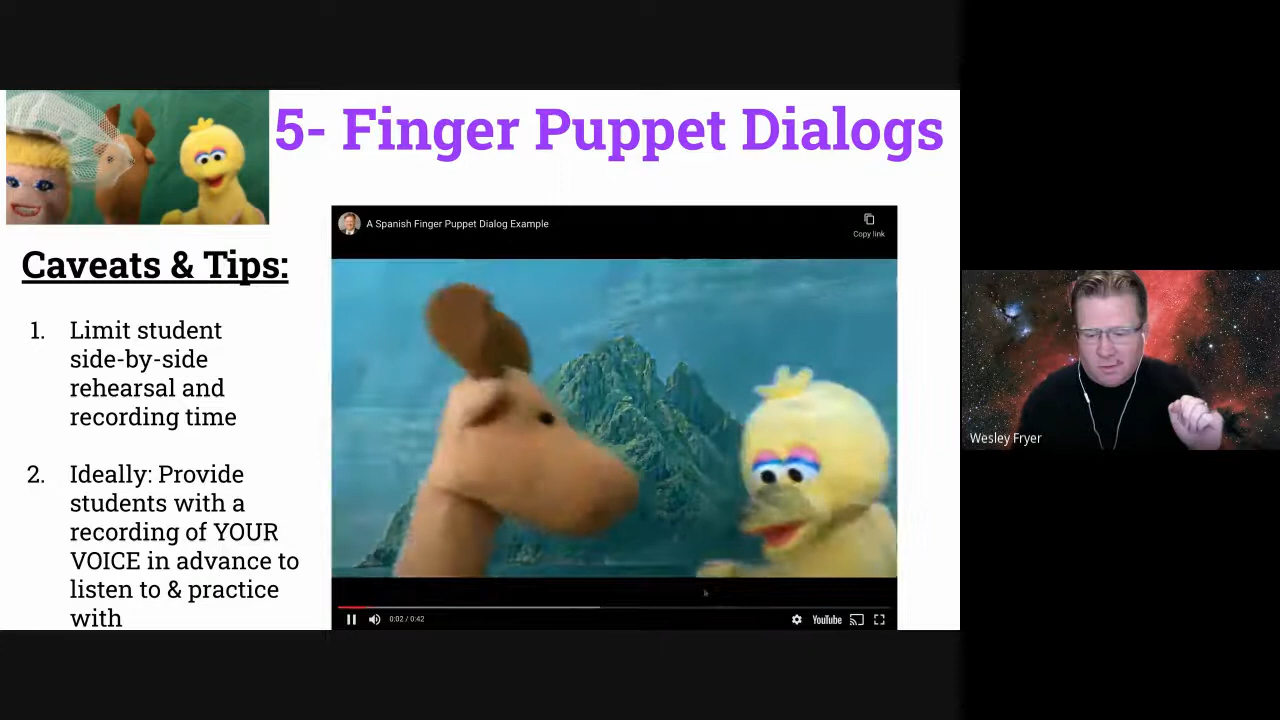 5- Finger Puppet Dialogs
Caveats & Tips:
1. Limit student
side-by-side
rehearsal and
recording time
2. Ideally: Provide
students with a
recording of YOUR
VOICE in advance to
listen to & practice
with
A Spanish Finger Puppet Dialog Example
Copy link
0:02 / 0:42
YouTube
Wesley Fryer